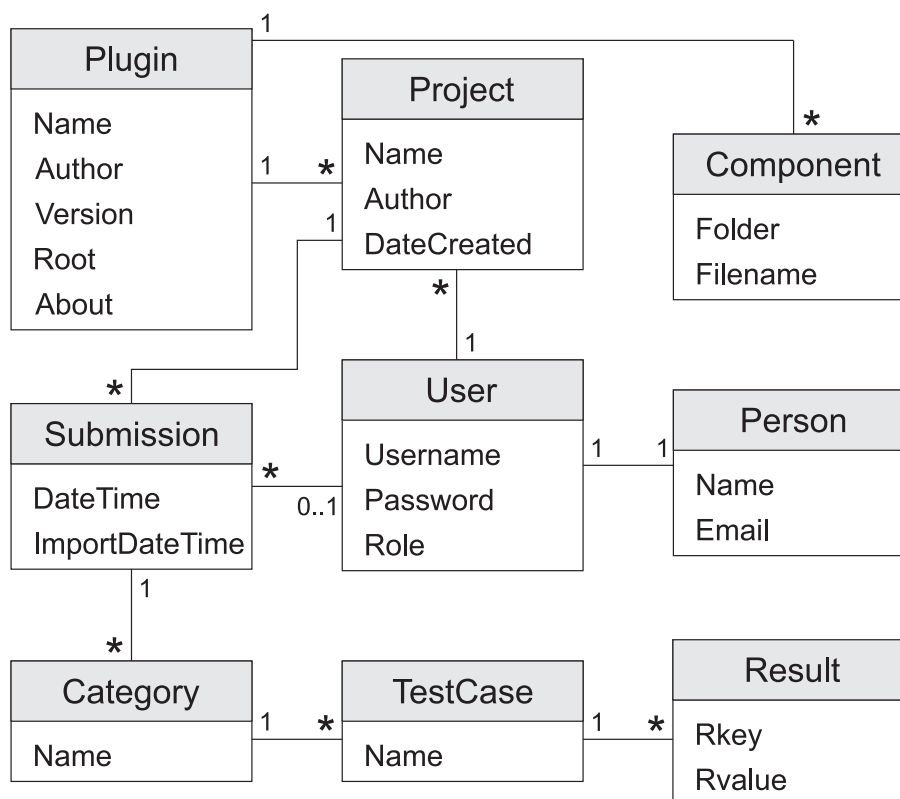 Plugin
Name
Author
Version
Root
About
1
*
1
*
Project
Name
Author
DateCreated
Component
Folder
Filename
1
*
*
1
Submission
DateTime
ImportDateTime
*
0..1
User
Username
Password
Role
1
1
Person
Name
Email
1
*
Category
Name
1
*
TestCase
Name
1
*
Result
Rkey
Rvalue